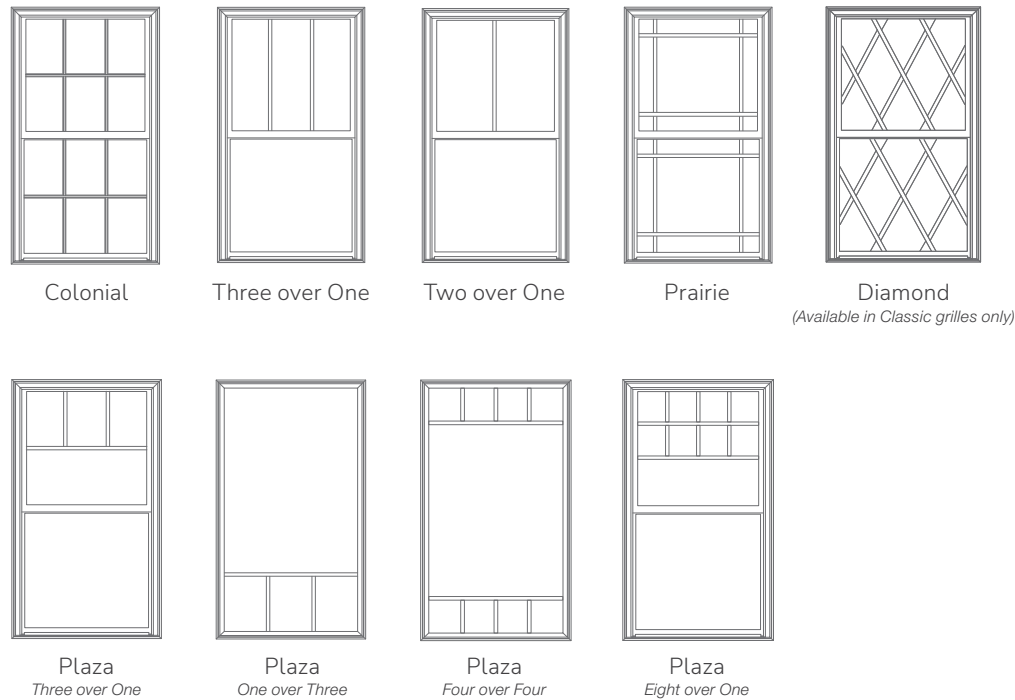 Colonial
Three over One
Two over One
Prairie
Diamond
(Available in Classic grilles only)
Plaza
Three over One
Plaza
One over Three
Plaza
Four over Four
Plaza
Eight over One